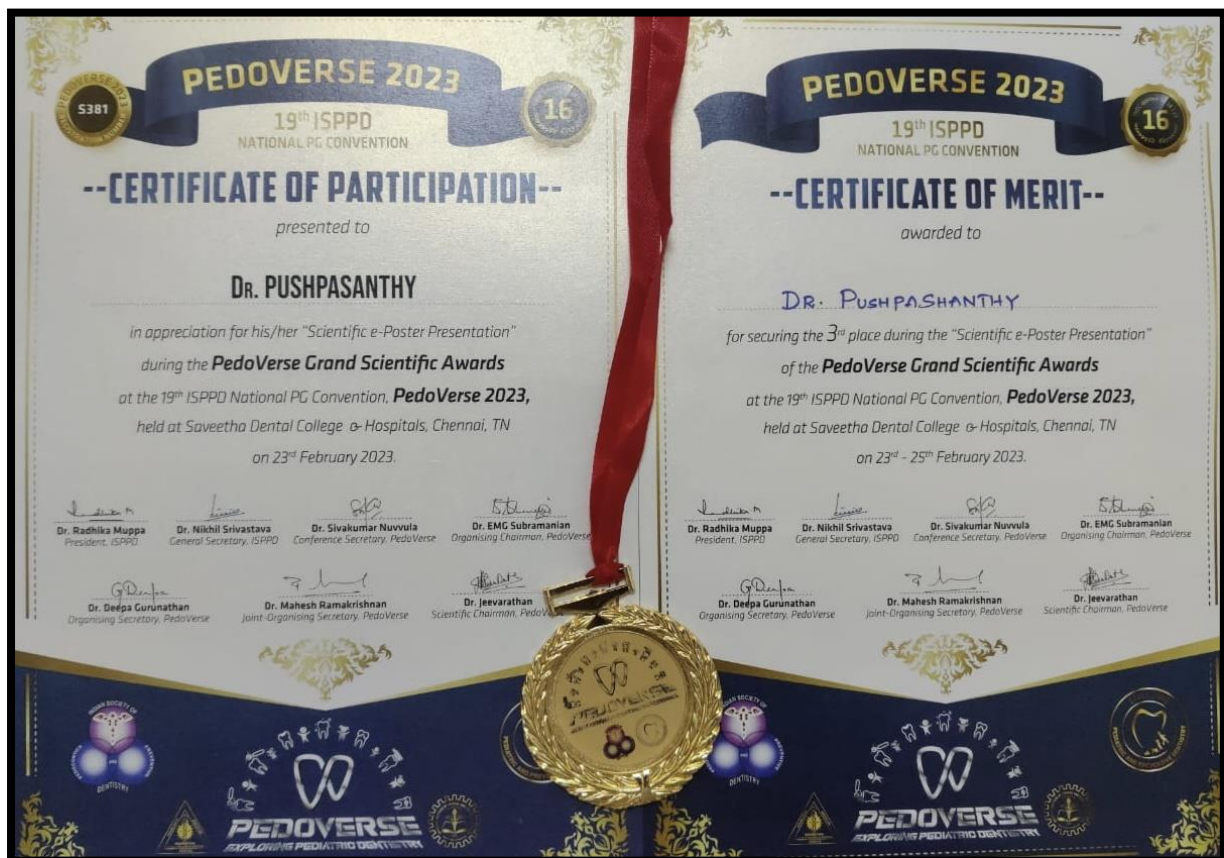 PEDOVERSE 2023
S381
16
19th ISPPD
NATIONAL PG CONVENTION
--CERTIFICATE OF PARTICIPATION--
presented to
DR. PUSHPASANTHY
in appreciation for his/her "Scientific e-Poster Presentation"
during the PedoVerse Grand Scientific Awards
at the 19th ISPPD National PG Convention, PedoVerse 2023,
held at Saveetha Dental College & Hospitals, Chennai, TN
on 23rd February 2023.
Dr. Radhika Muppa
President, ISPPD
Dr. Nikhil Srivastava
General Secretary, ISPPD
Dr. Sivakumar Nuvvula
Conference Secretary, PedoVerse
Dr. EMG Subramanian
Organising Chairman, PedoVerse
Dr. Deepa Gurunathan
Organising Secretary, PedoVerse
Dr. Mahesh Ramakrishnan
Joint-Organising Secretary, PedoVerse
Dr. Jeevarathan
Scientific Chairman, PedoV
DENTISTRY
PEDOVERSE
EXPLORING PEDIATRIC DENTISTRY
PEDOVERSE
PEDOVERSE 2023
16
19th ISPPD
NATIONAL PG CONVENTION
--CERTIFICATE OF MERIT--
awarded to
DR. PUSHPASHANTHY
for securing the 3rd place during the "Scientific e-Poster Presentation"
of the PedoVerse Grand Scientific Awards
at the 19th ISPPD National PG Convention, PedoVerse 2023,
held at Saveetha Dental College & Hospitals, Chennai, TN
on 23rd - 25th February 2023.
Dr. Radhika Muppa
President, ISPPD
Dr. Nikhil Srivastava
General Secretary, ISPPD
Dr. Sivakumar Nuvvula
Conference Secretary, PedoVerse
Dr. EMG Subramanian
Organising Chairman, PedoVerse
Dr. Deepa Gurunathan
Organising Secretary, PedoVerse
Dr. Mahesh Ramakrishnan
Joint-Organising Secretary, PedoVerse
Dr. Jeevarathan
Scientific Chairman, PedoVerse
DENTISTRY
PEDOVERSE
EXPLORING PEDIATRIC DENTISTRY